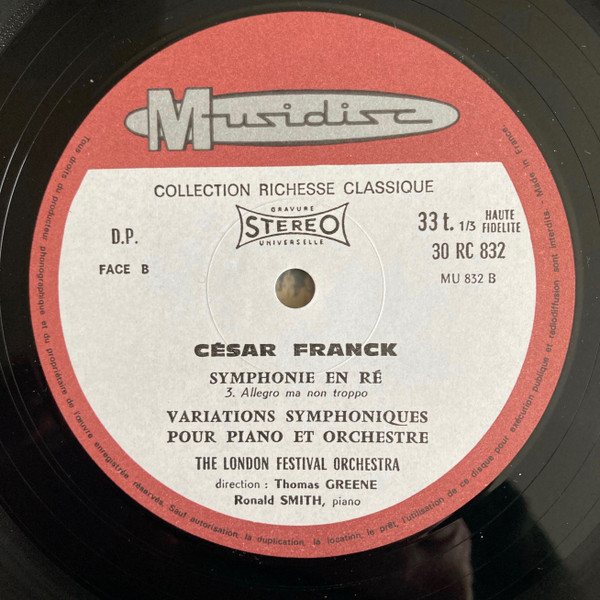 Musidisc
COLLECTION RICHESSE CLASSIQUE
GRAVURE
STEREO
UNIVERSELLE
D.P.
FACE B
33 t. 1/3 HAUTE FIDELITE
30 RC 832
MU 832 B
CÉSAR FRANCK
SYMPHONIE EN RÉ
3. Allegro ma non troppo
VARIATIONS SYMPHONIQUES
POUR PIANO ET ORCHESTRE
THE LONDON FESTIVAL ORCHESTRA
direction : Thomas GREENE
Ronald SMITH, piano
Tous droits du producteur phonographique et du propriétaire de l'œuvre enregistrée réservés. Sauf autorisation, la duplication, la location, le prêt, l'utilisation de ce disque pour exécution publique et radiodiffusion sont interdits. Made in France